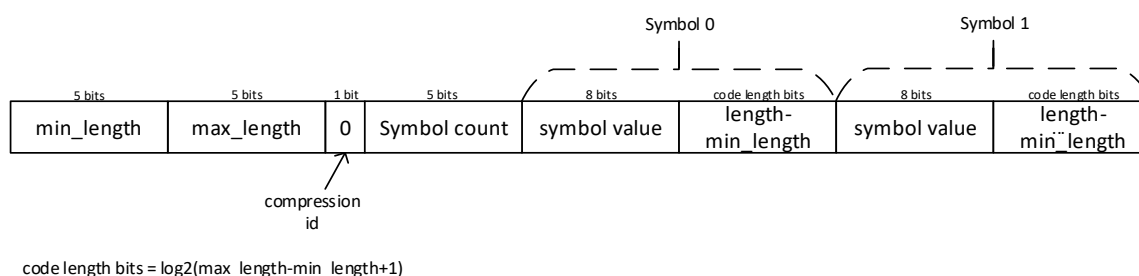 Symbol 0
Symbol 1
5 bits
5 bits
1 bit
5 bits
8 bits
code length bits
8 bits
code length bits
min_length
max_length
0
Symbol count
symbol value
length-
min_length
symbol value
length-
min_length
compression
id
code length bits = log2(max_length-min_length+1)